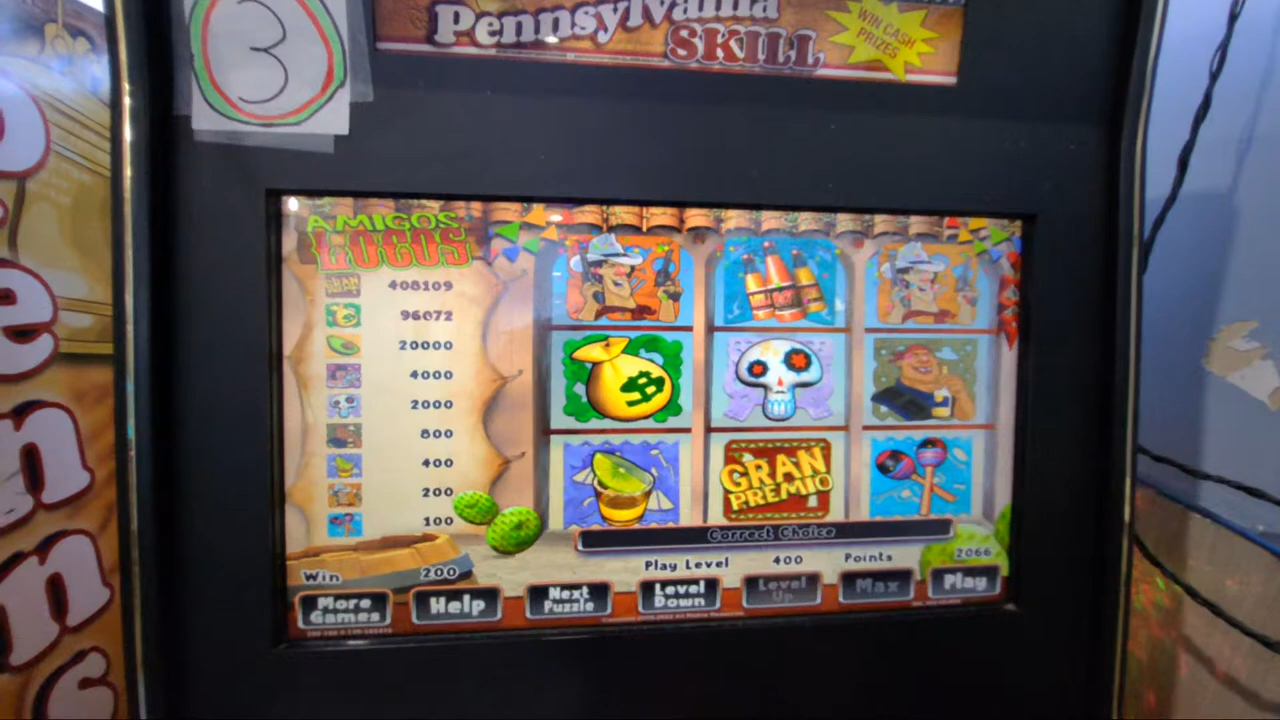 3
Pennsylvania
SKILL
WIN CASH
PRIZES
AMIGOS
LOCOS
408109
96072
20000
4000
2000
800
400
200
100
GRAN
PREMIO
Correct Choice
Play Level 400 Points 2066
Win 200
More
Games
Help
Next
Puzzle
Level
Down
Level
Up
Max
Play